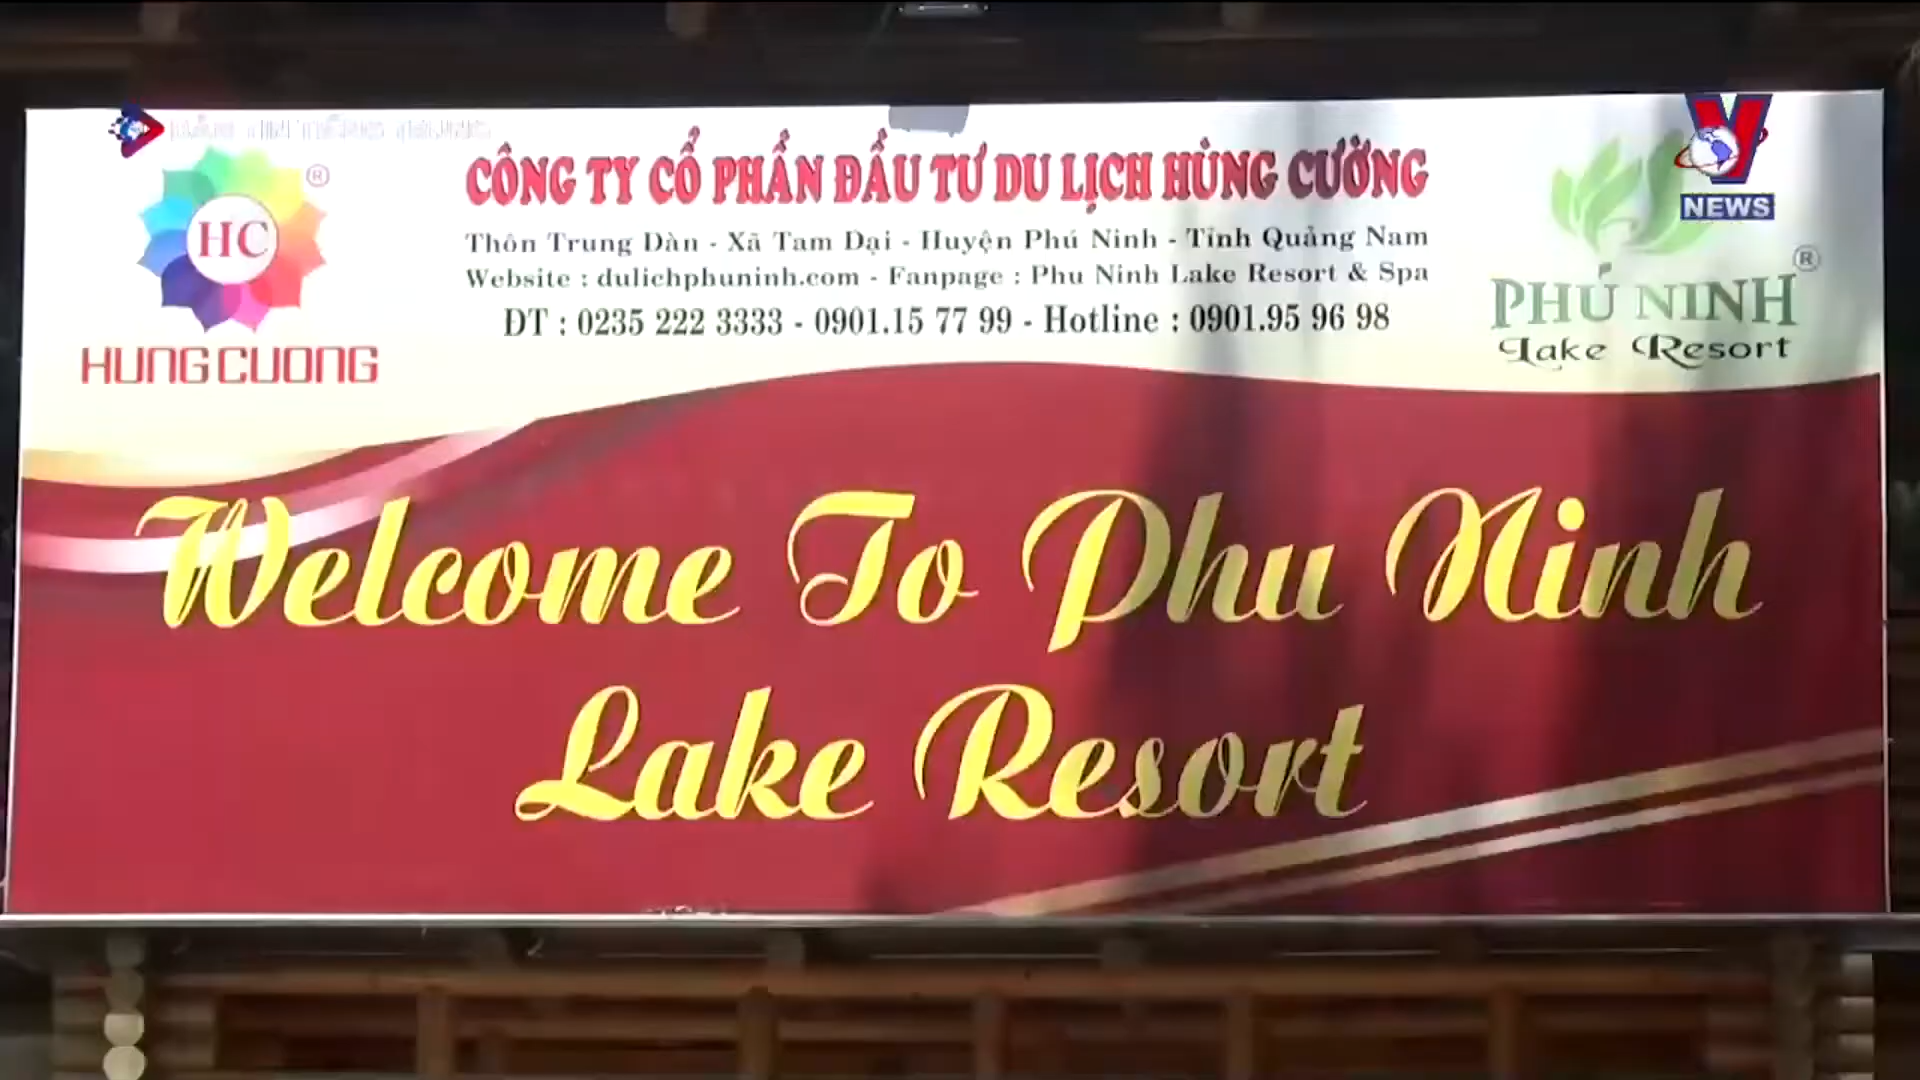 HC
®
HUNG CUONG
CÔNG TY CỔ PHẦN ĐẦU TƯ DU LỊCH HÙNG CƯỜNG
Thôn Trung Đàn - Xã Tam Đại - Huyện Phú Ninh - Tỉnh Quảng Nam
Website : dulichphuninh.com - Fanpage : Phu Ninh Lake Resort & Spa
ĐT : 0235 222 3333 - 0901.15 77 99 - Hotline : 0901.95 96 98
V
NEWS
®
PHÚ NINH
Lake Resort
Welcome To Phu Ninh
Lake Resort